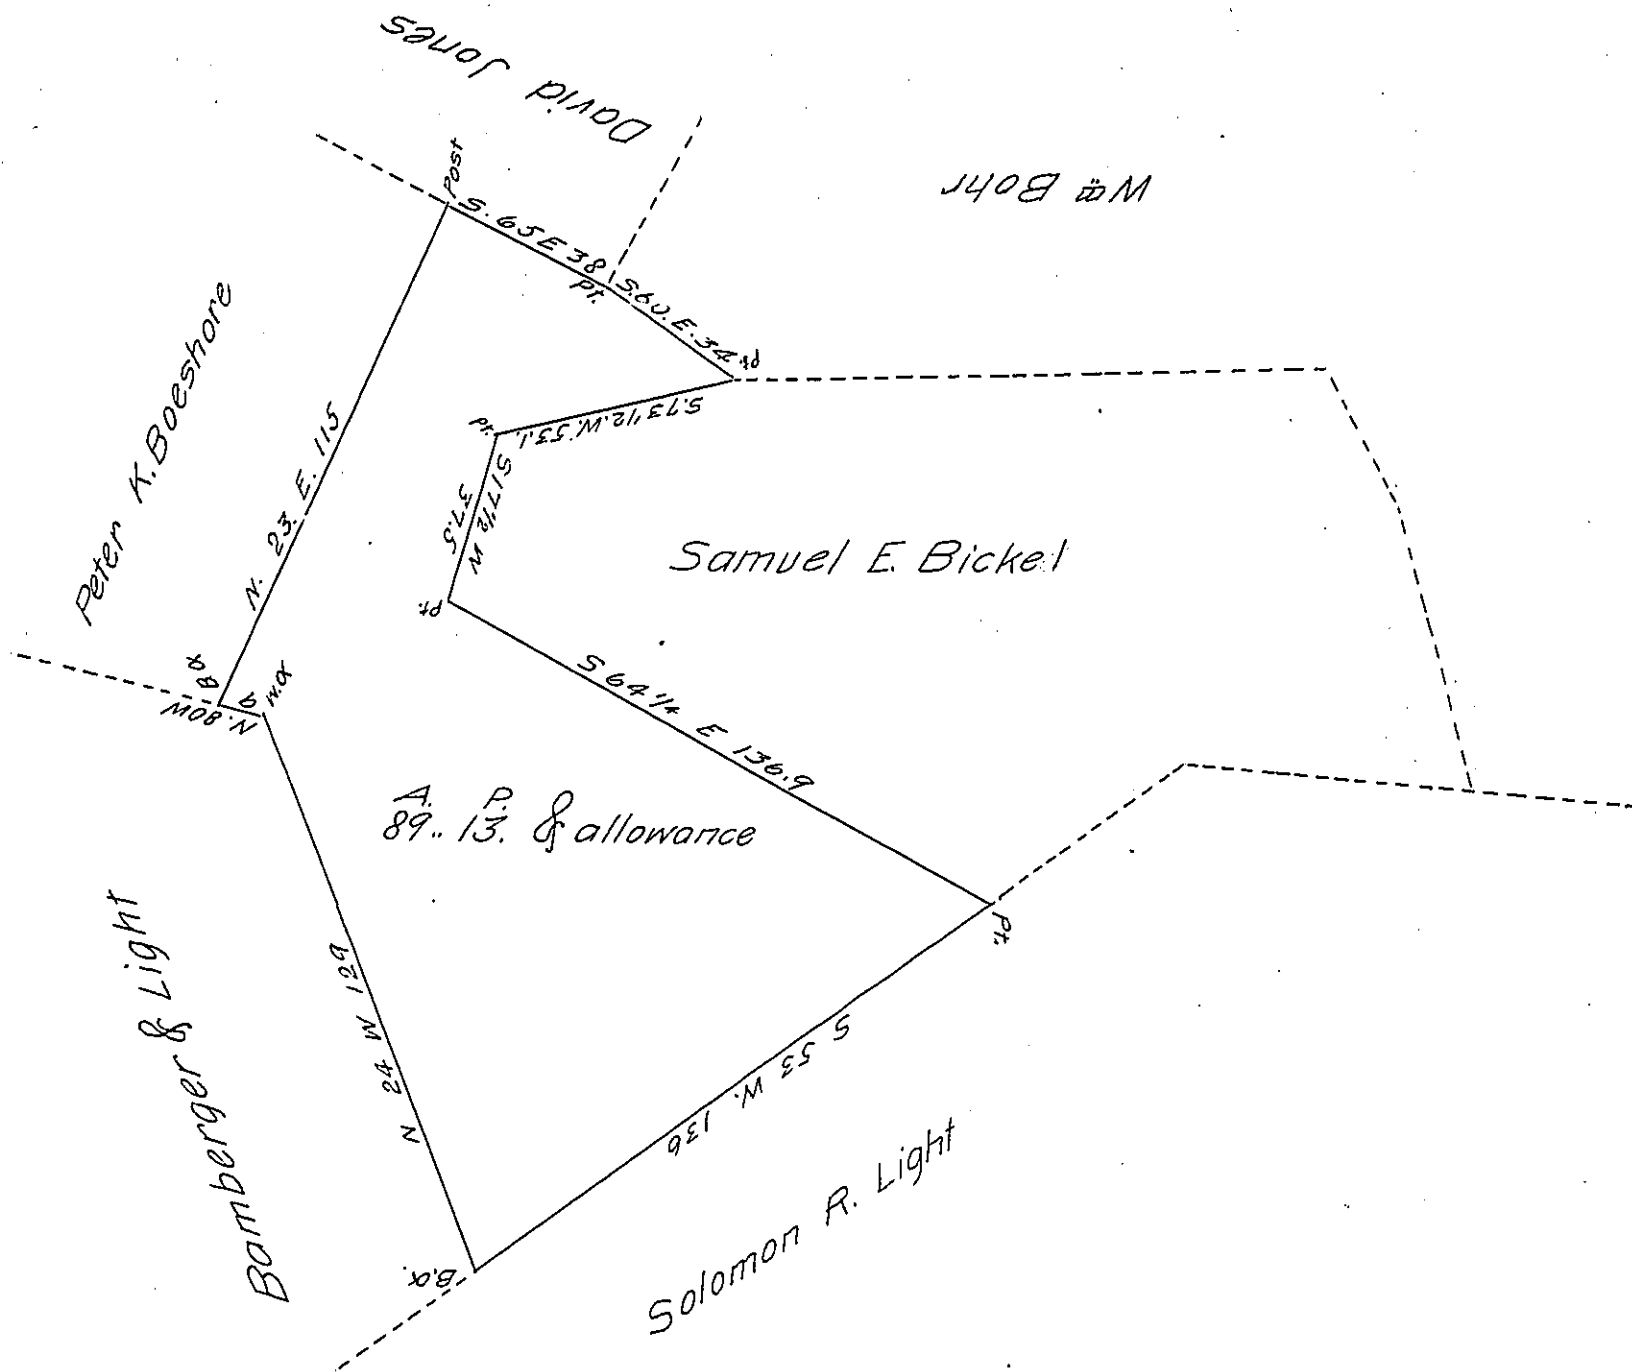 David Jones
Wm Bohr
Post
S. 65 E 38
pt.
S. 60. E. 34
pt.
S. 73 1/2. W. 53.1
pt.
S 17 1/2 W
37.5
pt.
Peter K. Boeshore
N. 23. E. 115
Samuel E. Bickel
S 64 1/4 E 136.9
N. 80W
9
A. P.
89.. 13. & allowance
Pt.
Bamberger & Light
N 24 W 129
S 53 W. 136
Solomon R. Light